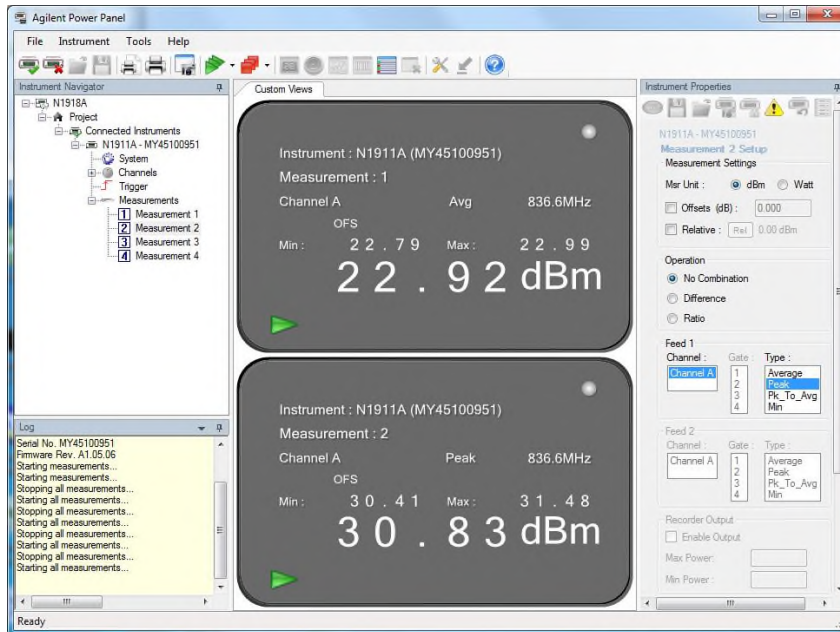 Agilent Power Panel
File Instrument Tools Help
Instrument Navigator
N1918A
Project
Connected Instruments
N1911A - MY45100951
System
Channels
Trigger
Measurements
1 Measurement 1
2 Measurement 2
3 Measurement 3
4 Measurement 4
Log
Serial No. MY45100951
Firmware Rev. A1.05.06
Starting measurements...
Starting measurements...
Stopping all measurements...
Starting all measurements...
Stopping all measurements...
Starting all measurements...
Stopping all measurements...
Starting all measurements...
Stopping all measurements...
Starting all measurements...
Ready
Custom Views
Instrument : N1911A (MY45100951)
Measurement : 1
Channel A Avg 836.6MHz
OFS
Min : 22.79 Max : 22.99
22.92 dBm
Instrument : N1911A (MY45100951)
Measurement : 2
Channel A Peak 836.6MHz
OFS
Min : 30.41 Max : 31.48
30.83 dBm
Instrument Properties
N1911A - MY45100951
Measurement 2 Setup
Measurement Settings
Msr Unit : dBm Watt
Offsets (dB) : 0.000
Relative : Rel 0.00 dBm
Operation
No Combination
Difference
Ratio
Feed 1
Channel : Gate : Type :
Channel A 1 Average
2 Peak
3 Pk_To_Avg
4 Min
Feed 2
Channel : Gate : Type :
Channel A 1 Average
2 Peak
3 Pk_To_Avg
4 Min
Recorder Output
Enable Output
Max Power:
Min Power :